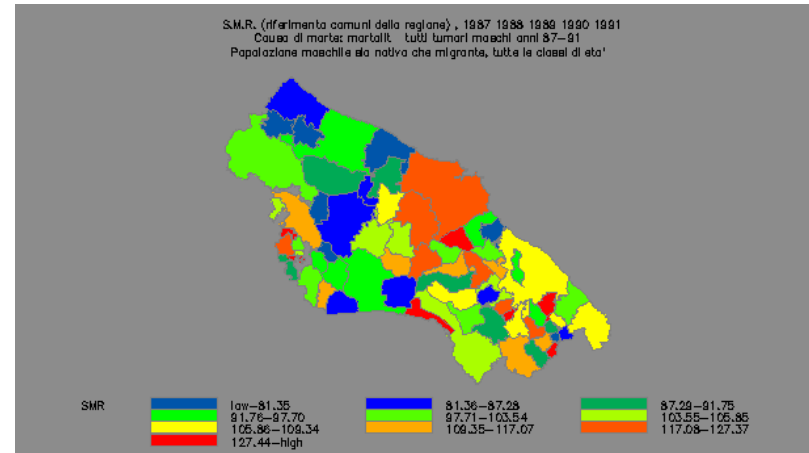 S.M.R. (riferimento comuni della regione) , 1987 1988 1989 1990 1991
Causa di morte: mortalit tutti tumori maschi anni 87-91
Popolazione maschile sia nativa che migrante, tutte le classi di eta'
SMR low-81.35 81.36-87.28 87.29-91.75
91.76-97.70 97.71-103.54 103.55-105.85
105.86-109.34 109.35-117.07 117.08-127.37
127.44-high